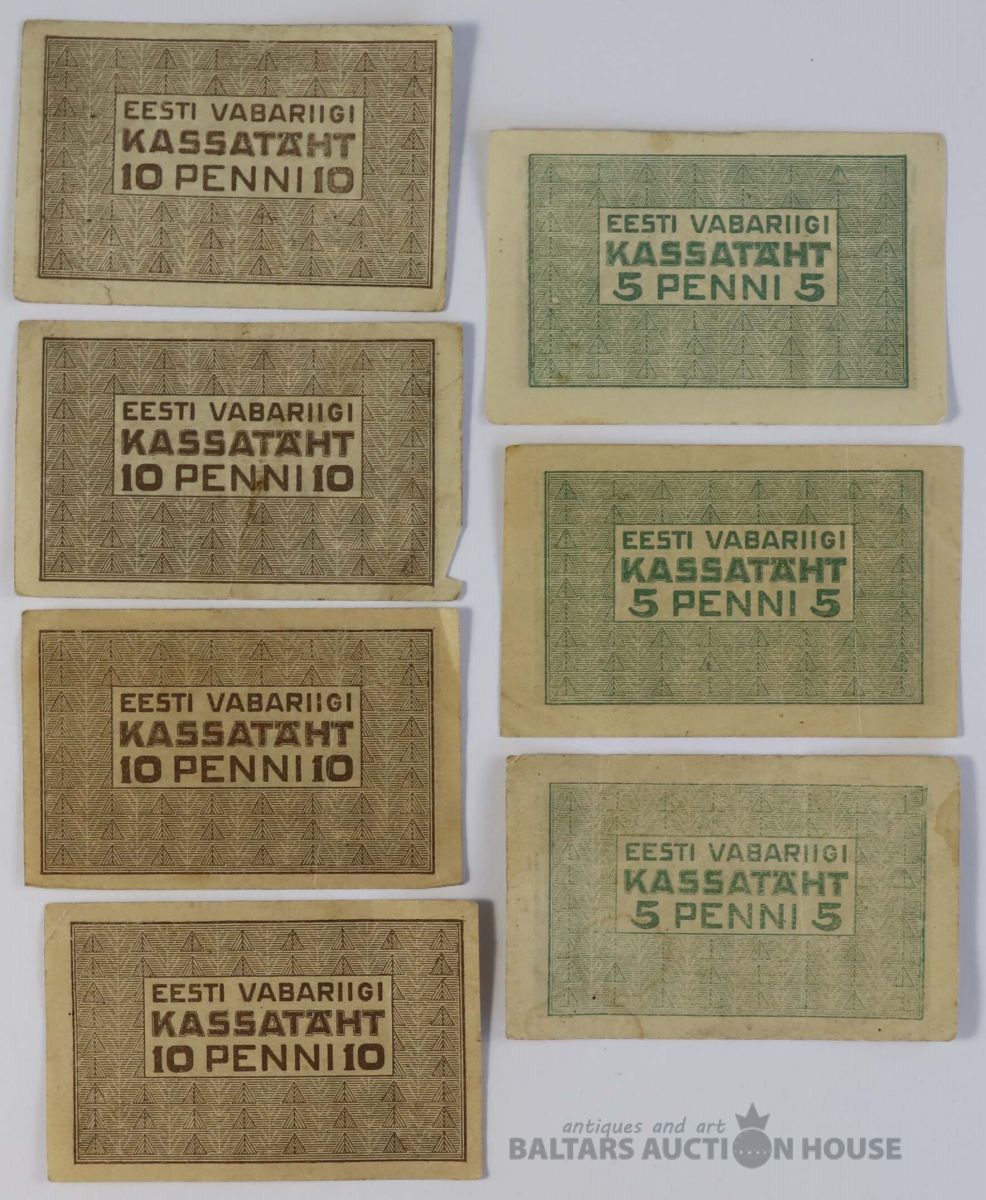 EESTI VABARIIGI
KASSATÄHT
10 PENNI 10
EESTI VABARIIGI
KASSATÄHT
10 PENNI 10
EESTI VABARIIGI
KASSATÄHT
10 PENNI 10
EESTI VABARIIGI
KASSATÄHT
10 PENNI 10
EESTI VABARIIGI
KASSATÄHT
5 PENNI 5
EESTI VABARIIGI
KASSATÄHT
5 PENNI 5
EESTI VABARIIGI
KASSATÄHT
5 PENNI 5
antiques and art
BALTARS AUCTION HOUSE